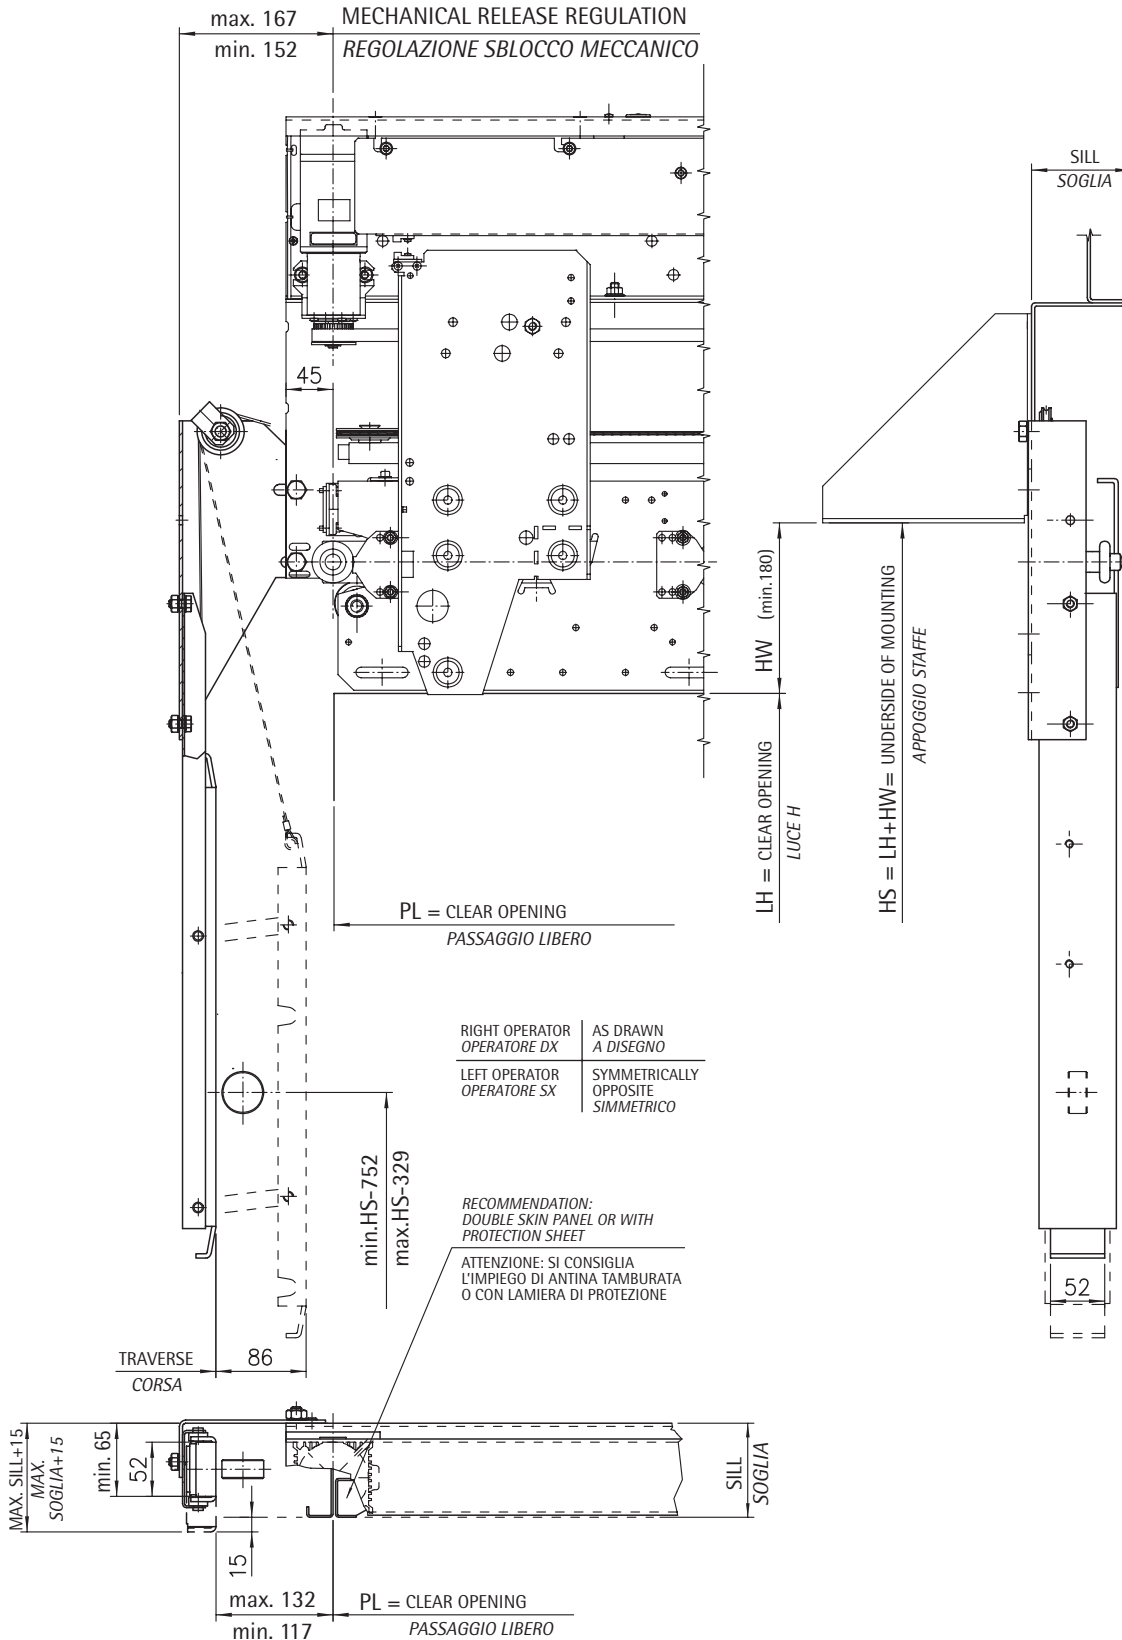 max. 167
min. 152
MECHANICAL RELEASE REGULATION
REGOLAZIONE SBLOCCO MECCANICO
SILL
SOGLIA
45
HW (min.180)
HS = LH+HW= UNDERSIDE OF MOUNTING
APPOGGIO STAFFE
LH = CLEAR OPENING
LUCE H
PL = CLEAR OPENING
PASSAGGIO LIBERO
RIGHT OPERATOR
OPERATORE DX
AS DRAWN
A DISEGNO
LEFT OPERATOR
OPERATORE SX
SYMMETRICALLY
OPPOSITE
SIMMETRICO
min.HS-752
max.HS-329
RECOMMENDATION:
DOUBLE SKIN PANEL OR WITH
PROTECTION SHEET
ATTENZIONE: SI CONSIGLIA
L'IMPIEGO DI ANTINA TAMBURATA
O CON LAMIERA DI PROTEZIONE
52
TRAVERSE
CORSA
86
MAX. SILL+15
MAX.
SOGLIA+15
min. 65
52
SILL
SOGLIA
15
max. 132
min. 117
PL = CLEAR OPENING
PASSAGGIO LIBERO